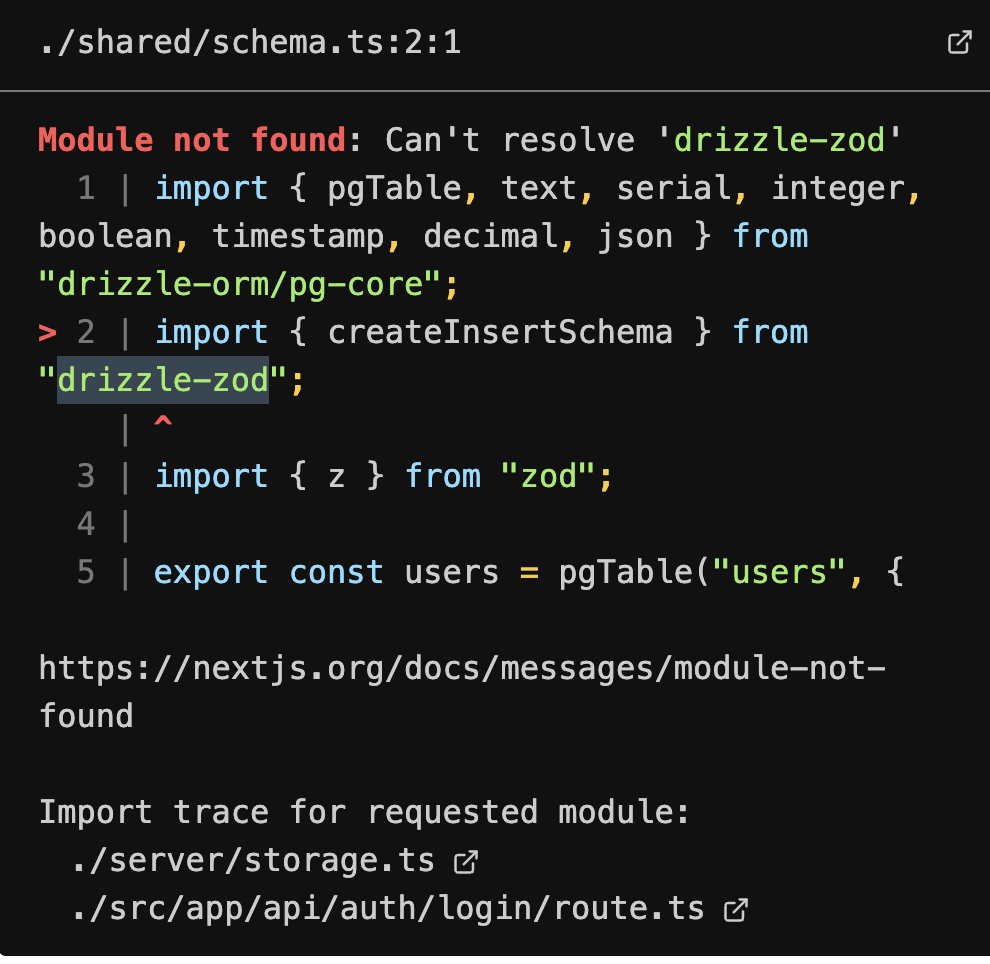 ./shared/schema.ts:2:1
Module not found: Can't resolve 'drizzle-zod'
1 | import { pgTable, text, serial, integer,
boolean, timestamp, decimal, json } from
"drizzle-orm/pg-core";
> 2 | import { createInsertSchema } from
"drizzle-zod";
| ^
3 | import { z } from "zod";
4 |
5 | export const users = pgTable("users", {
https://nextjs.org/docs/messages/module-not-
found
Import trace for requested module:
./server/storage.ts
./src/app/api/auth/login/route.ts